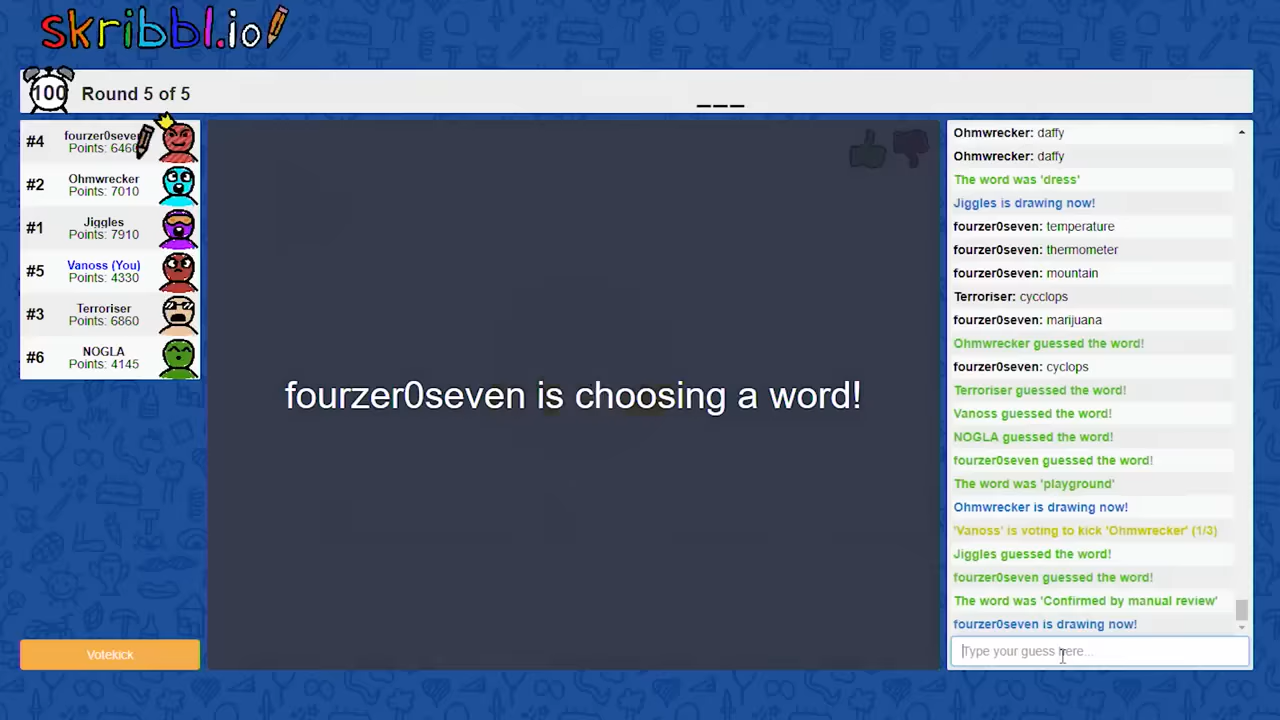 skribbl.io
100
Round 5 of 5
___
#4
fourzer0seven
Points: 6460
#2
Ohmwrecker
Points: 7010
#1
Jiggles
Points: 7910
#5
Vanoss (You)
Points: 4330
#3
Terroriser
Points: 6860
#6
NOGLA
Points: 4145
Votekick
fourzer0seven is choosing a word!
Ohmwrecker: daffy
Ohmwrecker: daffy
The word was 'dress'
Jiggles is drawing now!
fourzer0seven: temperature
fourzer0seven: thermometer
fourzer0seven: mountain
Terroriser: cycclops
fourzer0seven: marijuana
Ohmwrecker guessed the word!
fourzer0seven: cyclops
Terroriser guessed the word!
Vanoss guessed the word!
NOGLA guessed the word!
fourzer0seven guessed the word!
The word was 'playground'
Ohmwrecker is drawing now!
'Vanoss' is voting to kick 'Ohmwrecker' (1/3)
Jiggles guessed the word!
fourzer0seven guessed the word!
The word was 'Confirmed by manual review'
fourzer0seven is drawing now!
Type your guess here...